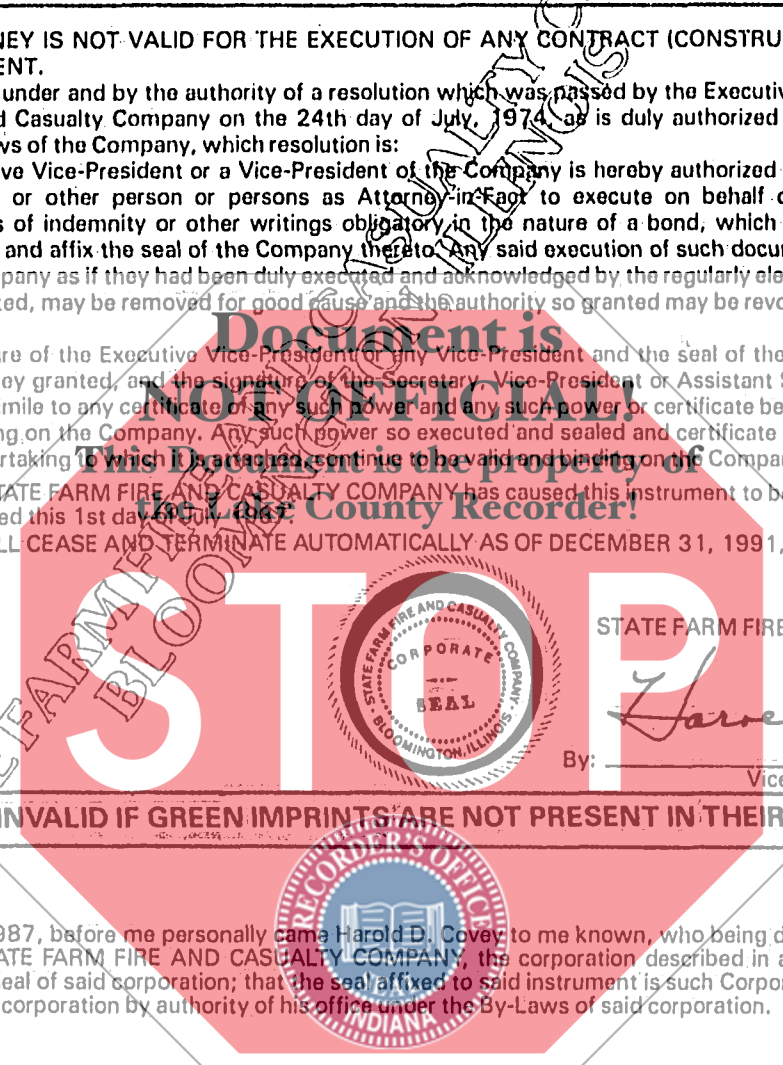 NEY IS NOT VALID FOR THE EXECUTION OF ANY CONTRACT (CONSTRU
ENT.
under and by the authority of a resolution which was passed by the Executiv
d Casualty Company on the 24th day of July, 1974, as is duly authorized
ws of the Company, which resolution is:
ve Vice-President or a Vice-President of the Company is hereby authorized
or other person or persons as Attorney-in-Fact to execute on behalf o
s of indemnity or other writings obligatory in the nature of a bond, which
and affix the seal of the Company thereto. Any said execution of such docum
pany as if they had been duly executed and acknowledged by the regularly ele
ted, may be removed for good cause and the authority so granted may be revo
Document is
re of the Executive Vice-President or any Vice-President and the seal of the
ey granted, and the signature of the Secretary, Vice-President or Assistant S
NOT OFFICIAL!
mile to any certificate of any such power and any such power or certificate be
ng on the Company. Any such power so executed and sealed and certificate
This Document is the property of
rtaking to which it is attached, continue to be valid and binding on the Compan
TATE FARM FIRE AND CASUALTY COMPANY has caused this instrument to b
the Lake County Recorder!
ed this 1st day of July
LL CEASE AND TERMINATE AUTOMATICALLY AS OF DECEMBER 31, 1991,
STOP
STATE FARM FIRE AND CASUALTY COMPANY
CORPORATE
SEAL
BLOOMINGTON, ILLINOIS
STATE FARM FIRE
Haro
By:
Vice
INVALID IF GREEN IMPRINTS ARE NOT PRESENT IN THEIR
RECORDER'S OFFICE
987, before me personally came Harold D. Covey to me known, who being d
ATE FARM FIRE AND CASUALTY COMPANY, the corporation described in a
seal of said corporation; that the seal affixed to said instrument is such Corpo
SEAL
corporation by authority of his office under the By-Laws of said corporation.
INDIANA
E FARM FIRE AND CASUALTY C
BLOOMINGTON ILLINOIS